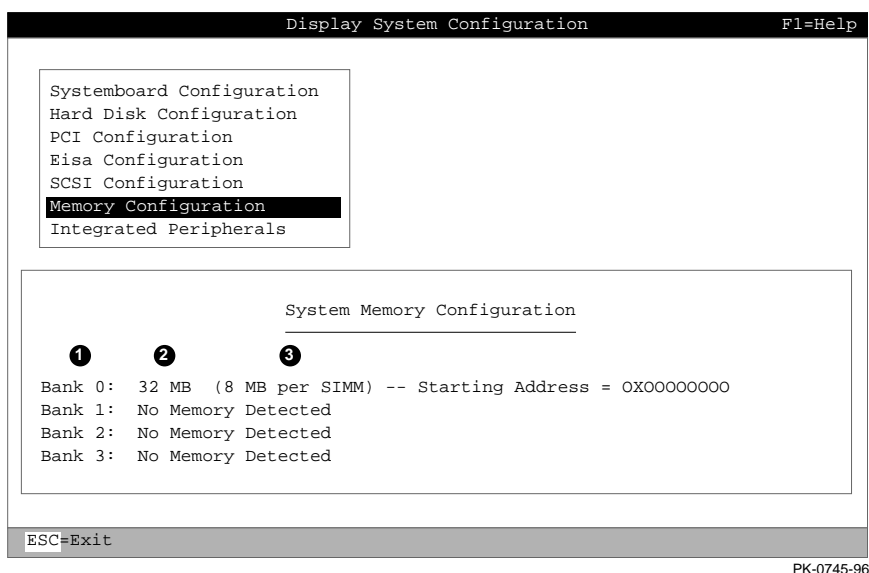 Display System Configuration F1=Help
Systemboard Configuration
Hard Disk Configuration
PCI Configuration
Eisa Configuration
SCSI Configuration
Memory Configuration
Integrated Peripherals
System Memory Configuration
1 2 3
Bank 0: 32 MB (8 MB per SIMM) -- Starting Address = OXOOOOOOOO
Bank 1: No Memory Detected
Bank 2: No Memory Detected
Bank 3: No Memory Detected
ESC=Exit
PK-0745-96